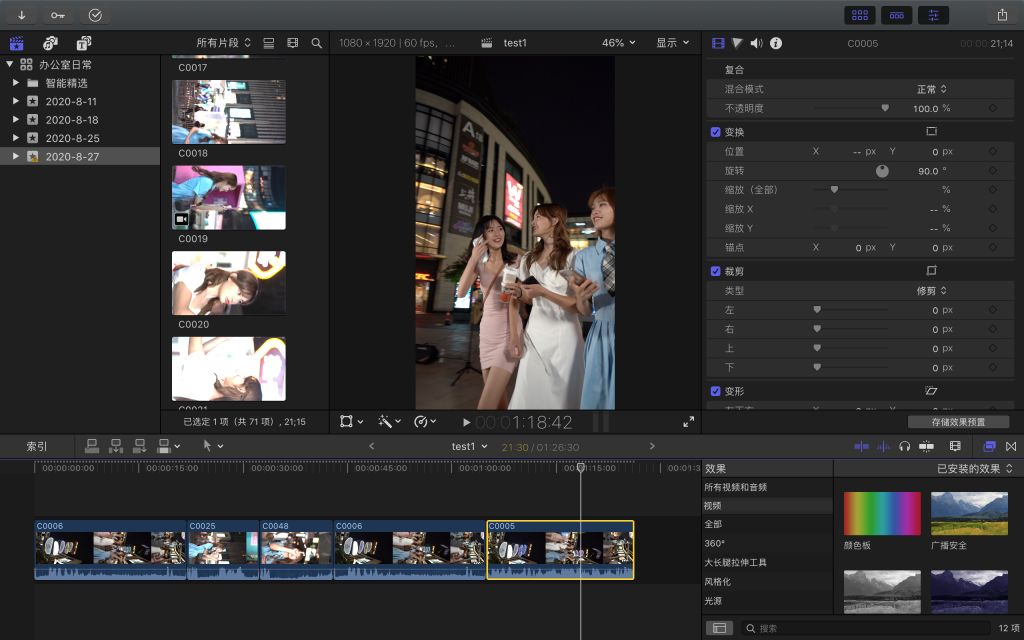 所有片段
1080 × 1920 | 60 fps, ...
test1
46%
显示
C0005
00:00:21;14
办公室日常
智能精选
2020-8-11
2020-8-18
2020-8-25
2020-8-27
C0017
C0018
C0019
C0020
C0021
已选定 1 项（共 71 项）, 21;15
00:01:18;42
复合
混合模式
正常
不透明度
100.0 %
变换
位置
X
-- px
Y
0 px
旋转
90.0 °
缩放（全部）
%
缩放 X
-- %
缩放 Y
-- %
锚点
X
0 px
Y
0 px
裁剪
类型
修剪
左
0 px
右
0 px
上
0 px
下
0 px
变形
存储效果预置
索引
test1
21:30 / 01:26:30
00:00:00:00
00:00:15:00
00:00:30:00
00:00:45:00
00:01:00:00
00:01:15:00
00:01:3
C0006
C0025
C0048
C0006
C0005
效果
已安装的效果
所有视频和音频
视频
全部
360°
大长腿拉伸工具
风格化
光源
颜色板
广播安全
搜索
12 项